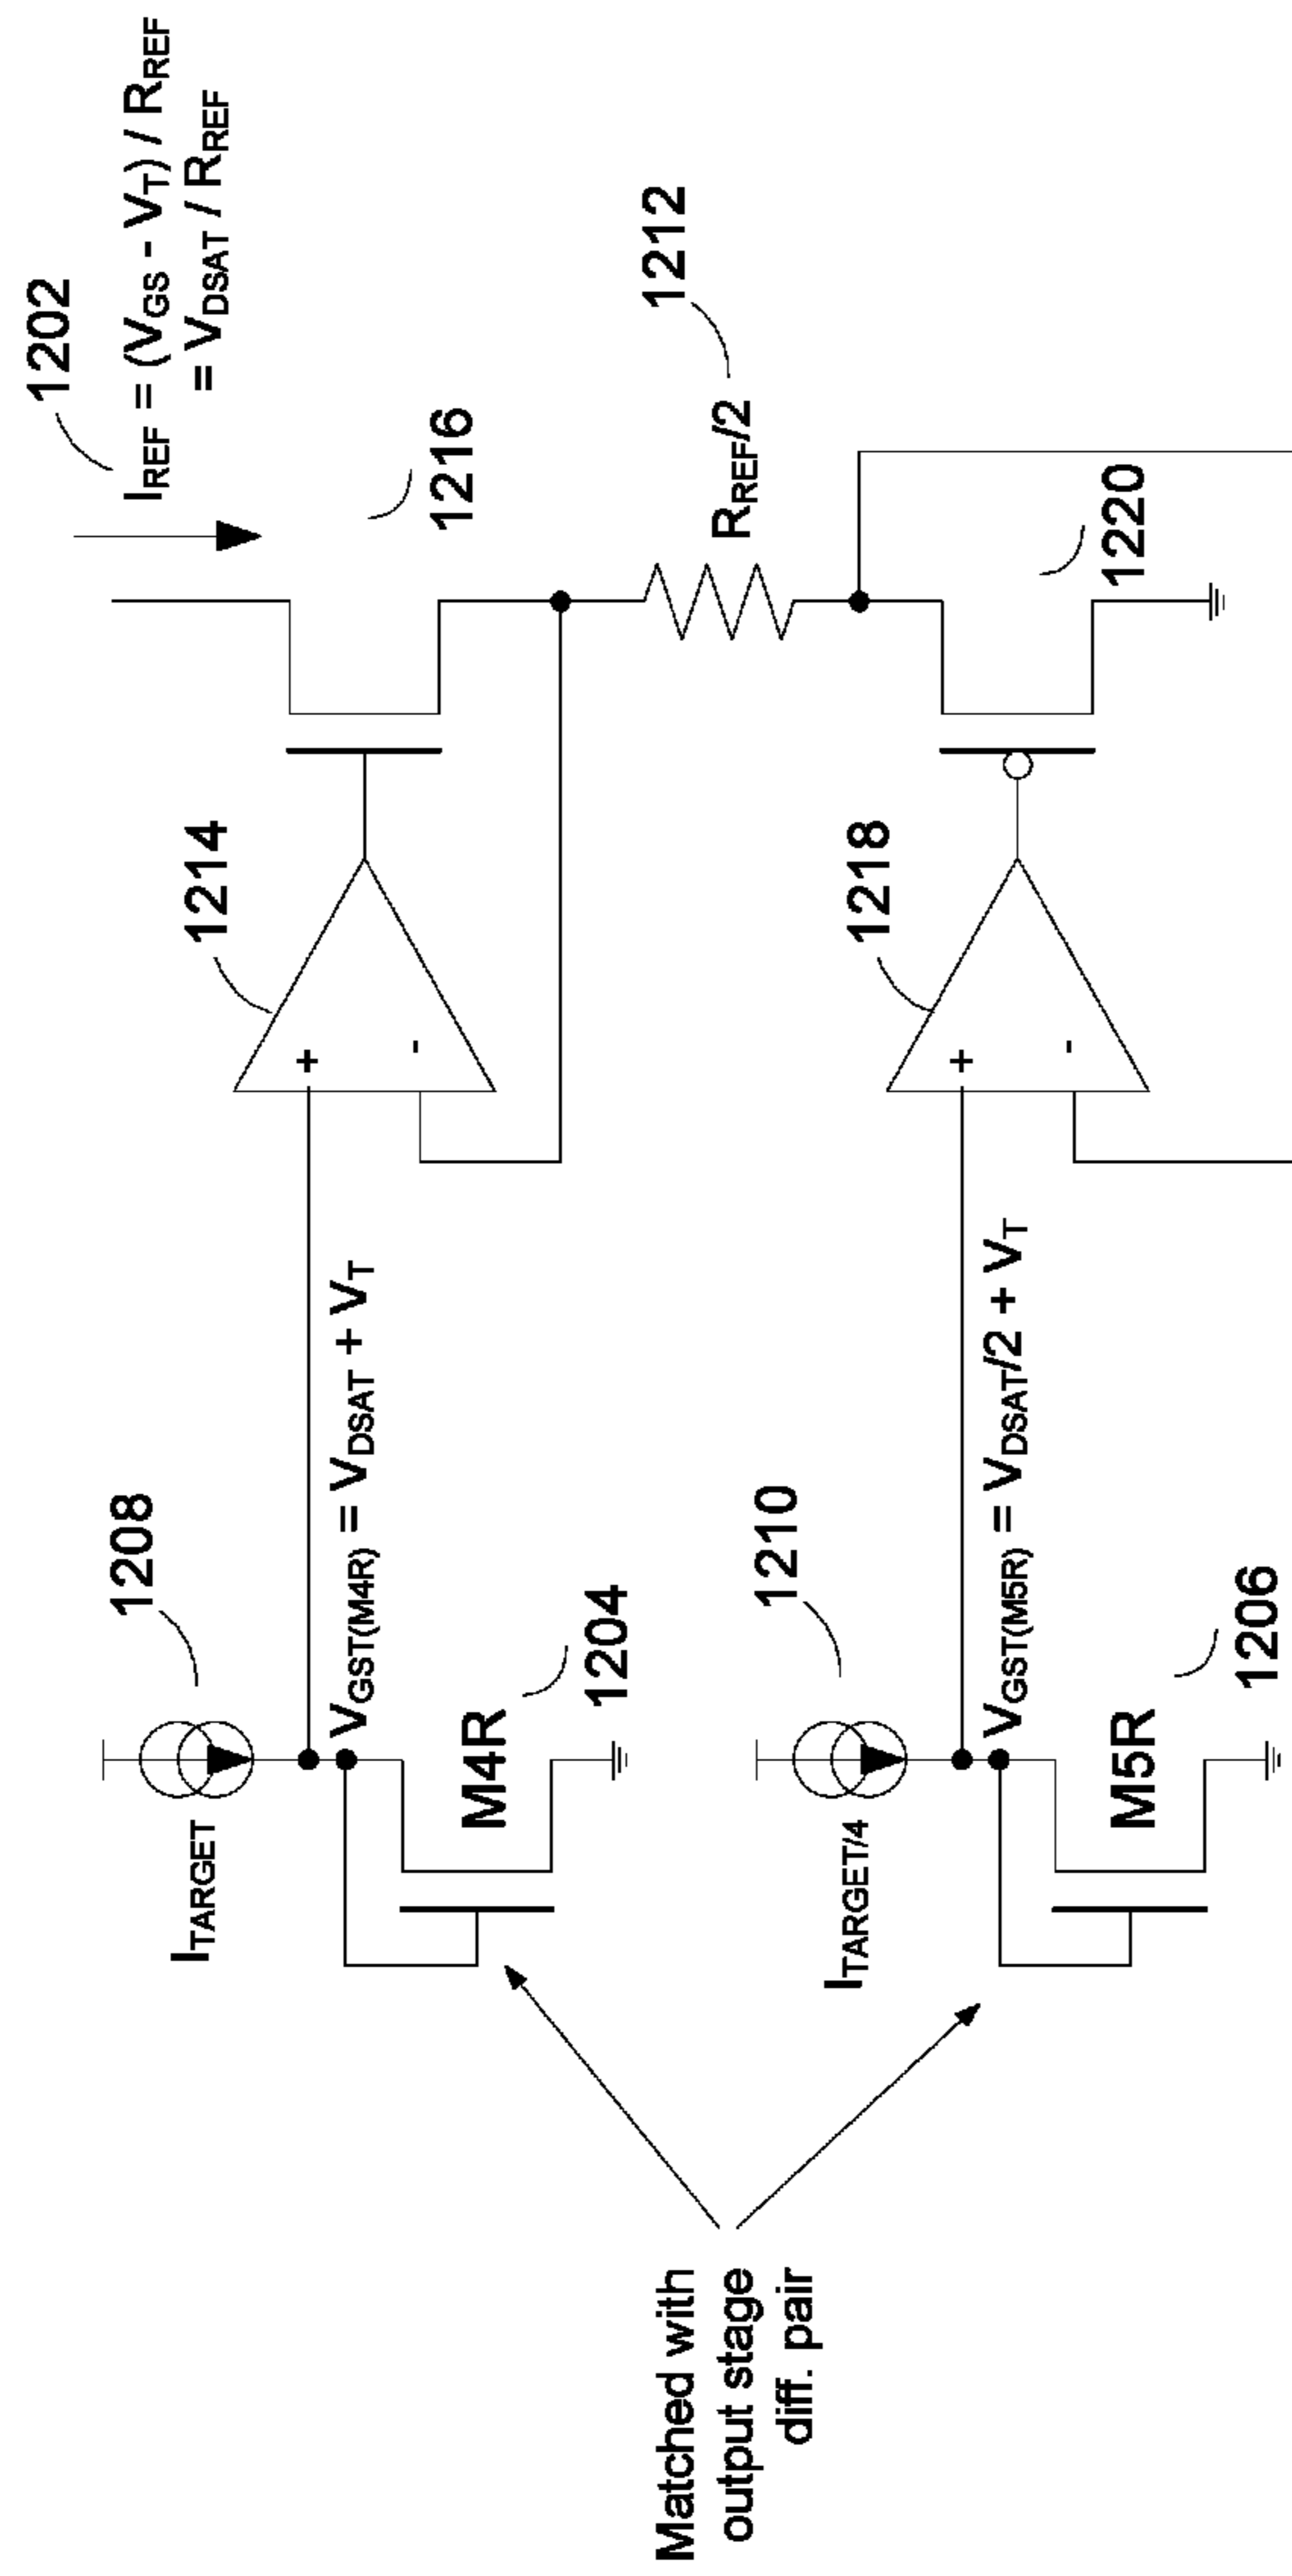 1202
I_REF = (V_GS - V_T) / R_REF
= V_DSAT / R_REF
1208
I_TARGET
V_GST(M4R) = V_DSAT + V_T
M4R
1204
1214
+
-
1216
R_REF/2
1212
Matched with
output stage
diff. pair
1210
I_TARGET/4
V_GST(M5R) = V_DSAT/2 + V_T
M5R
1206
1218
+
-
1220